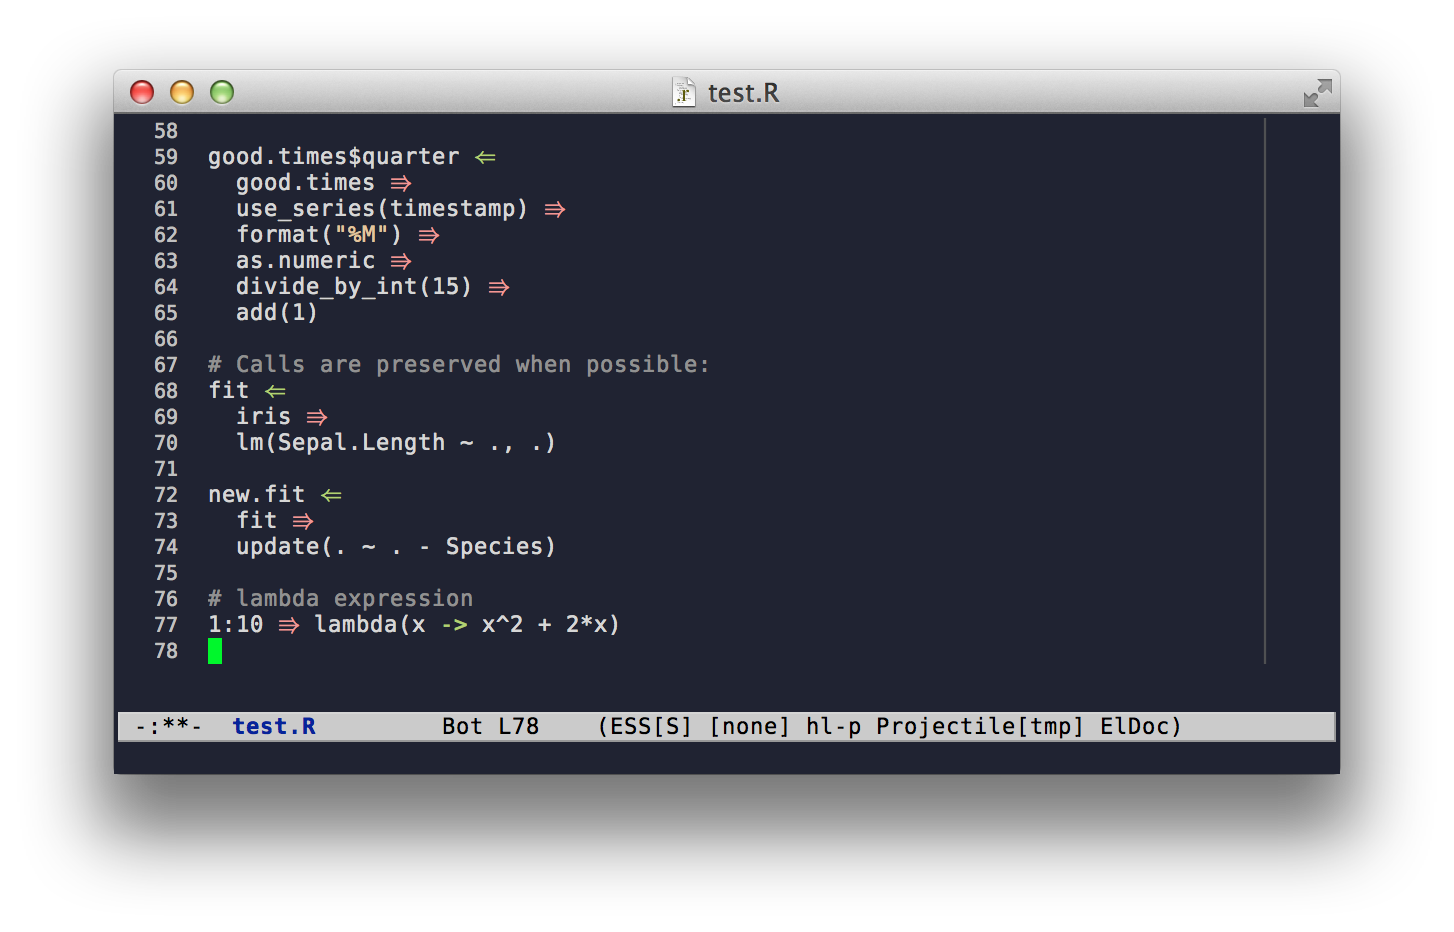 test.R
58
59 good.times$quarter ⇐
60   good.times ⇛
61   use_series(timestamp) ⇛
62   format("%M") ⇛
63   as.numeric ⇛
64   divide_by_int(15) ⇛
65   add(1)
66
67 # Calls are preserved when possible:
68 fit ⇐
69   iris ⇛
70   lm(Sepal.Length ~ ., .)
71
72 new.fit ⇐
73   fit ⇛
74   update(. ~ . - Species)
75
76 # lambda expression
77 1:10 ⇛ lambda(x -> x^2 + 2*x)
78
-:**-  test.R         Bot L78    (ESS[S] [none] hl-p Projectile[tmp] ElDoc)